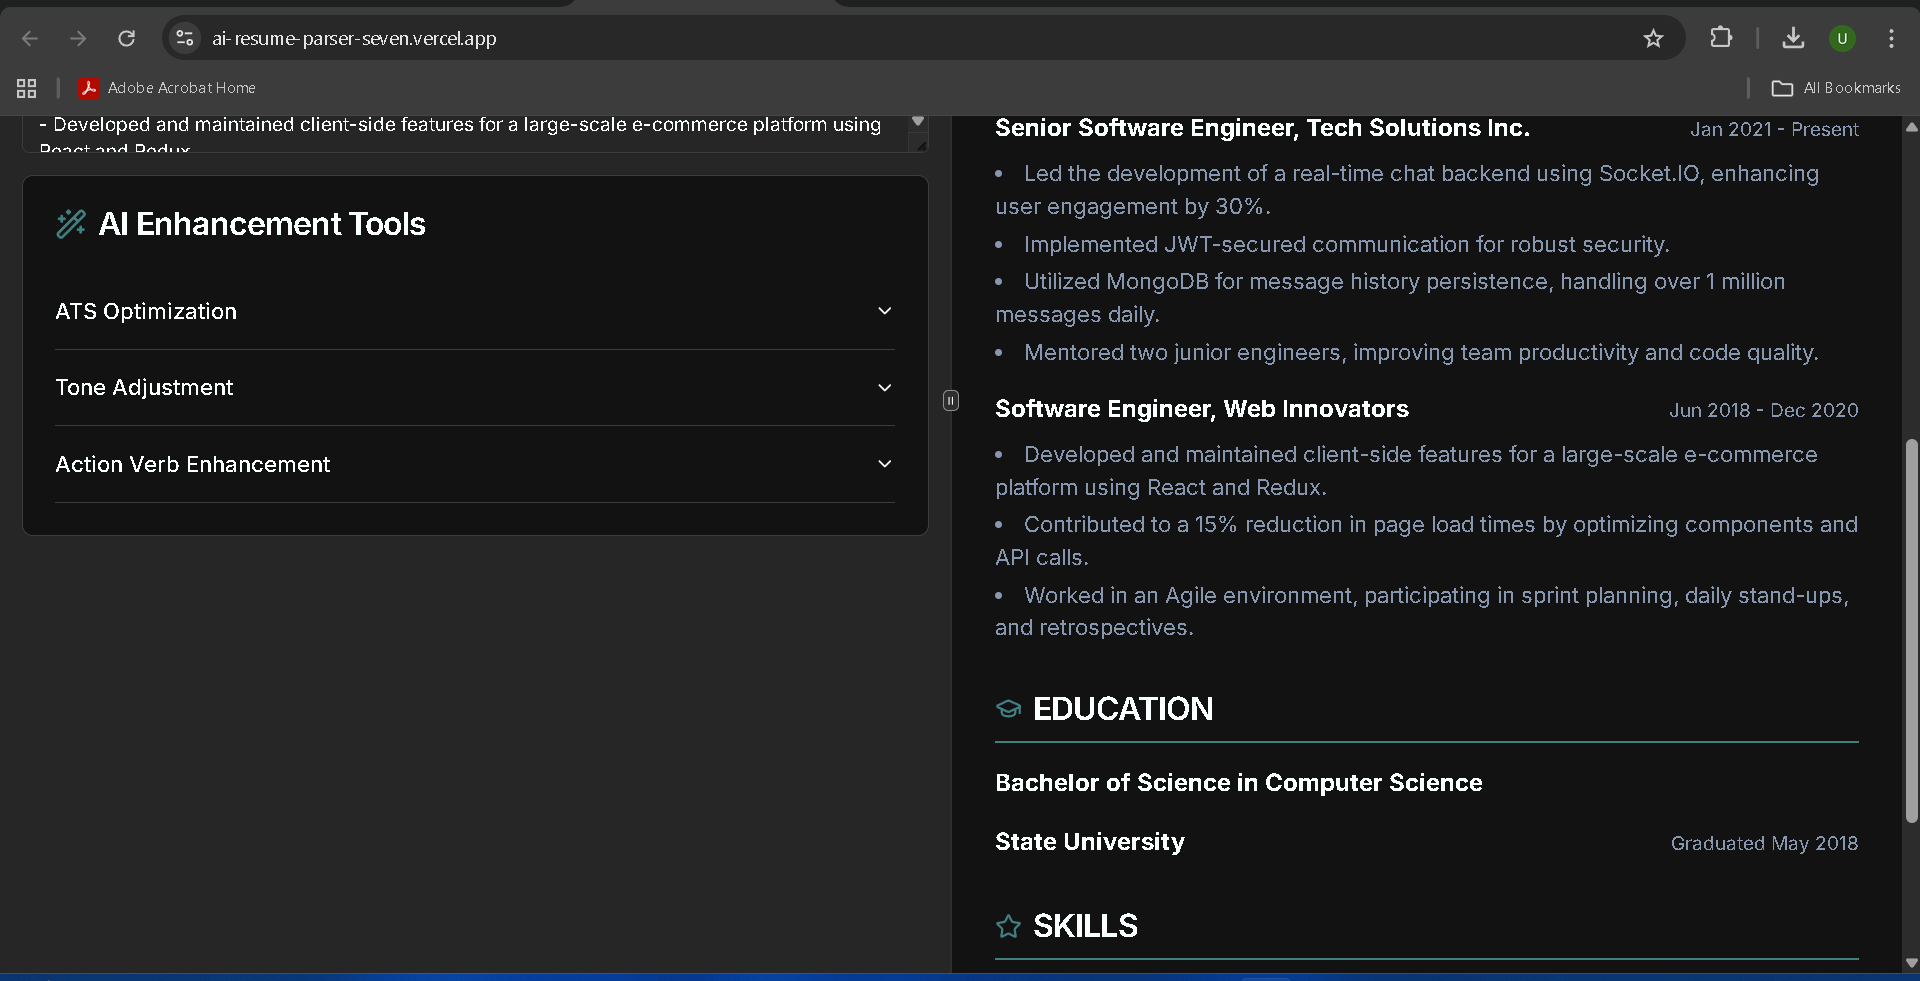 ai-resume-parser-seven.vercel.app
U
Adobe Acrobat Home
All Bookmarks
- Developed and maintained client-side features for a large-scale e-commerce platform using
React and Redux
AI Enhancement Tools
ATS Optimization
Tone Adjustment
Action Verb Enhancement
Senior Software Engineer, Tech Solutions Inc.
Jan 2021 - Present
• Led the development of a real-time chat backend using Socket.IO, enhancing
user engagement by 30%.
• Implemented JWT-secured communication for robust security.
• Utilized MongoDB for message history persistence, handling over 1 million
messages daily.
• Mentored two junior engineers, improving team productivity and code quality.
Software Engineer, Web Innovators
Jun 2018 - Dec 2020
• Developed and maintained client-side features for a large-scale e-commerce
platform using React and Redux.
• Contributed to a 15% reduction in page load times by optimizing components and
API calls.
• Worked in an Agile environment, participating in sprint planning, daily stand-ups,
and retrospectives.
EDUCATION
Bachelor of Science in Computer Science
State University
Graduated May 2018
SKILLS